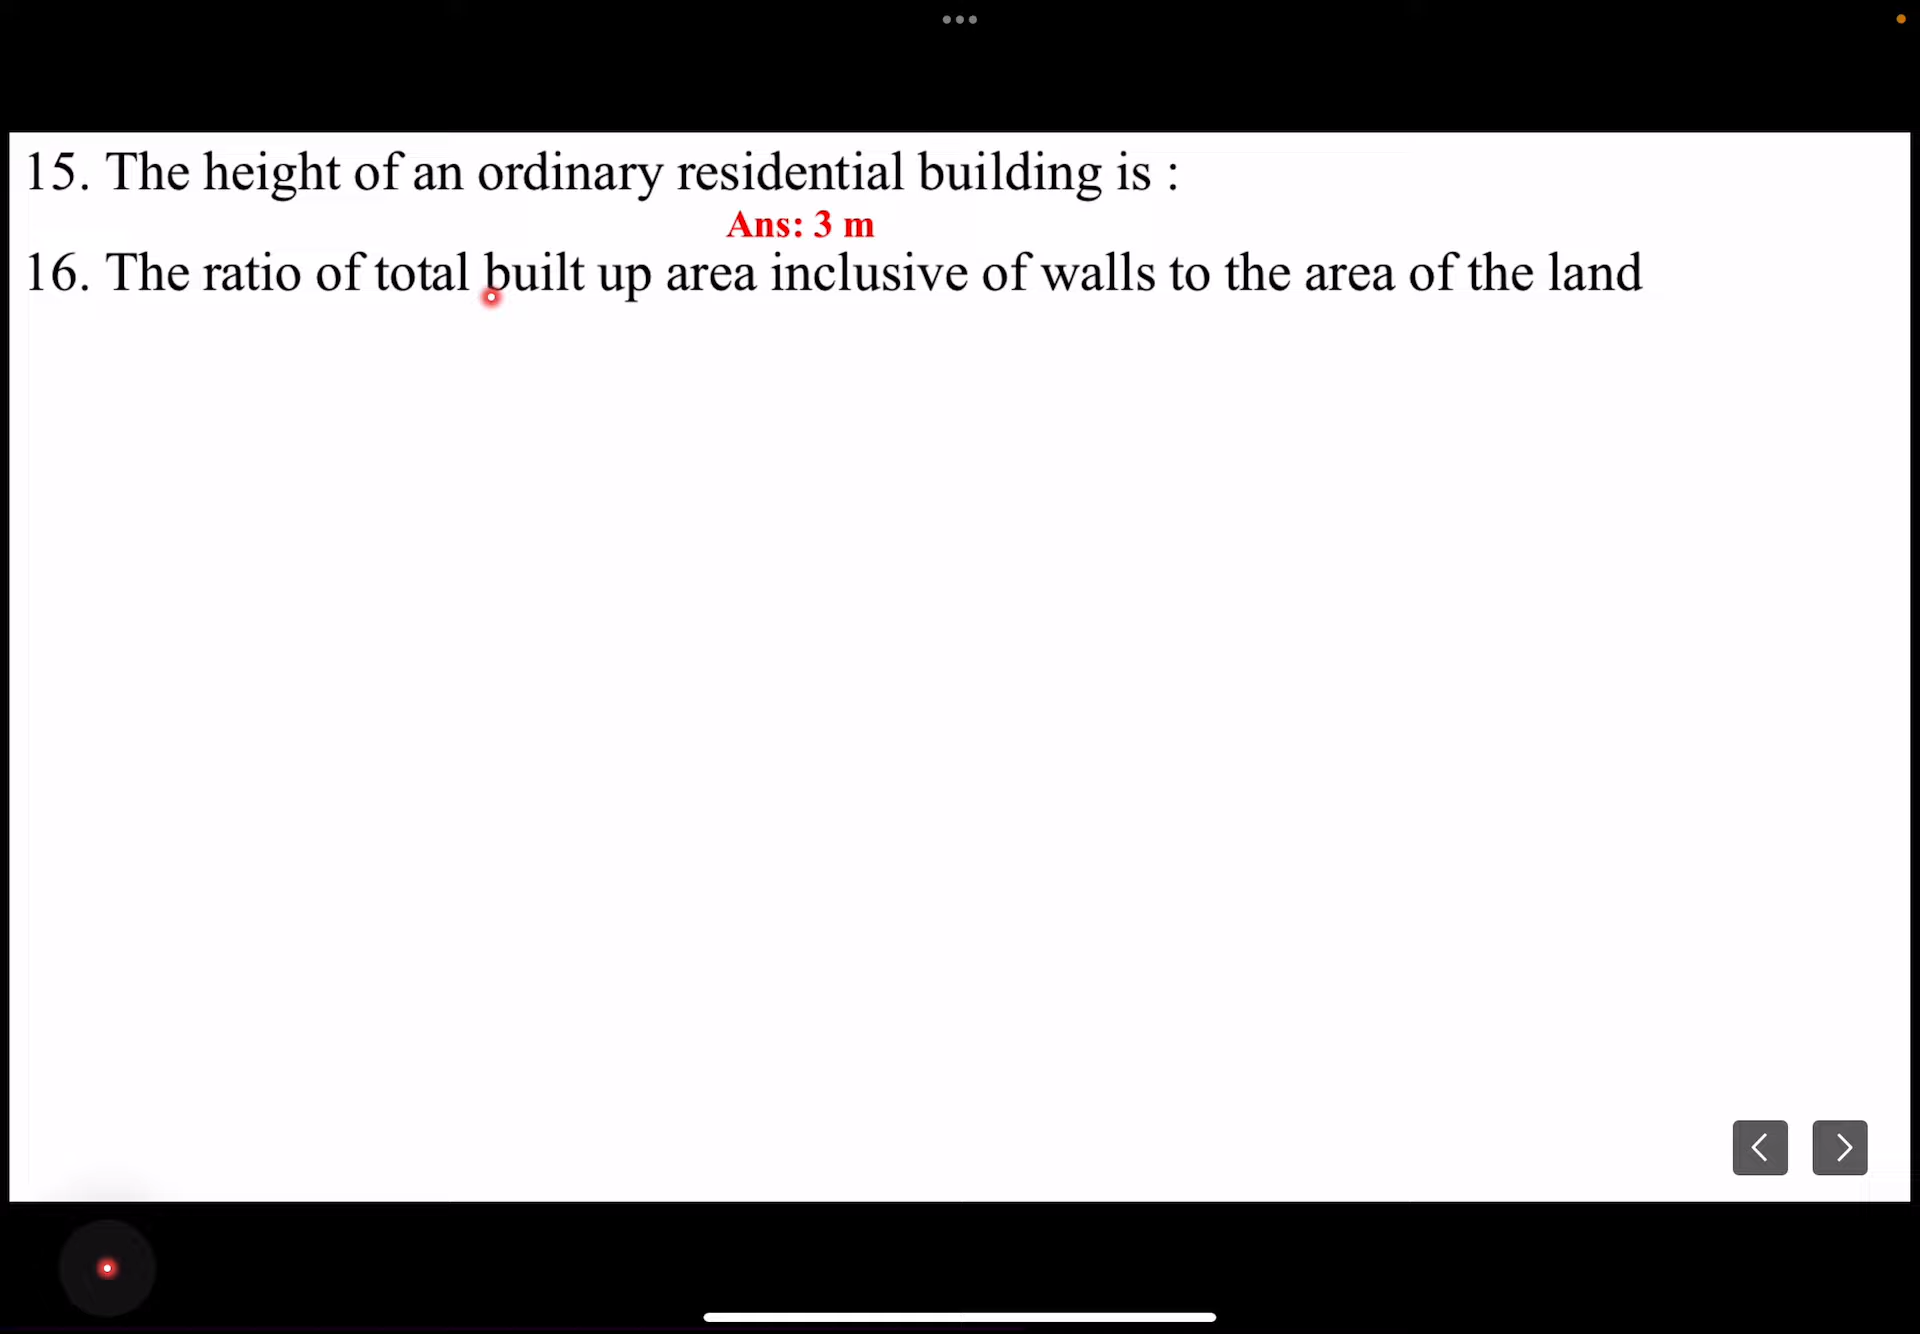 15. The height of an ordinary residential building is :
Ans: 3 m
16. The ratio of total built up area inclusive of walls to the area of the land